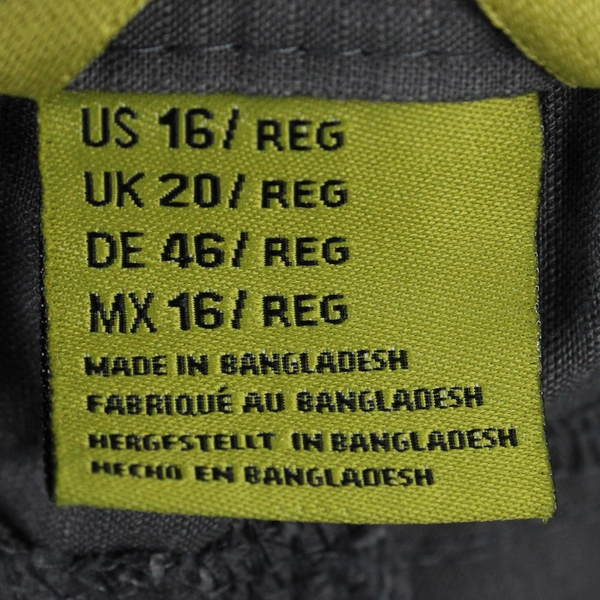 US 16/ REG
UK 20/ REG
DE 46/ REG
MX 16/ REG
MADE IN BANGLADESH
FABRIQUÉ AU BANGLADESH
HERGESTELLT IN BANGLADESH
HECHO EN BANGLADESH